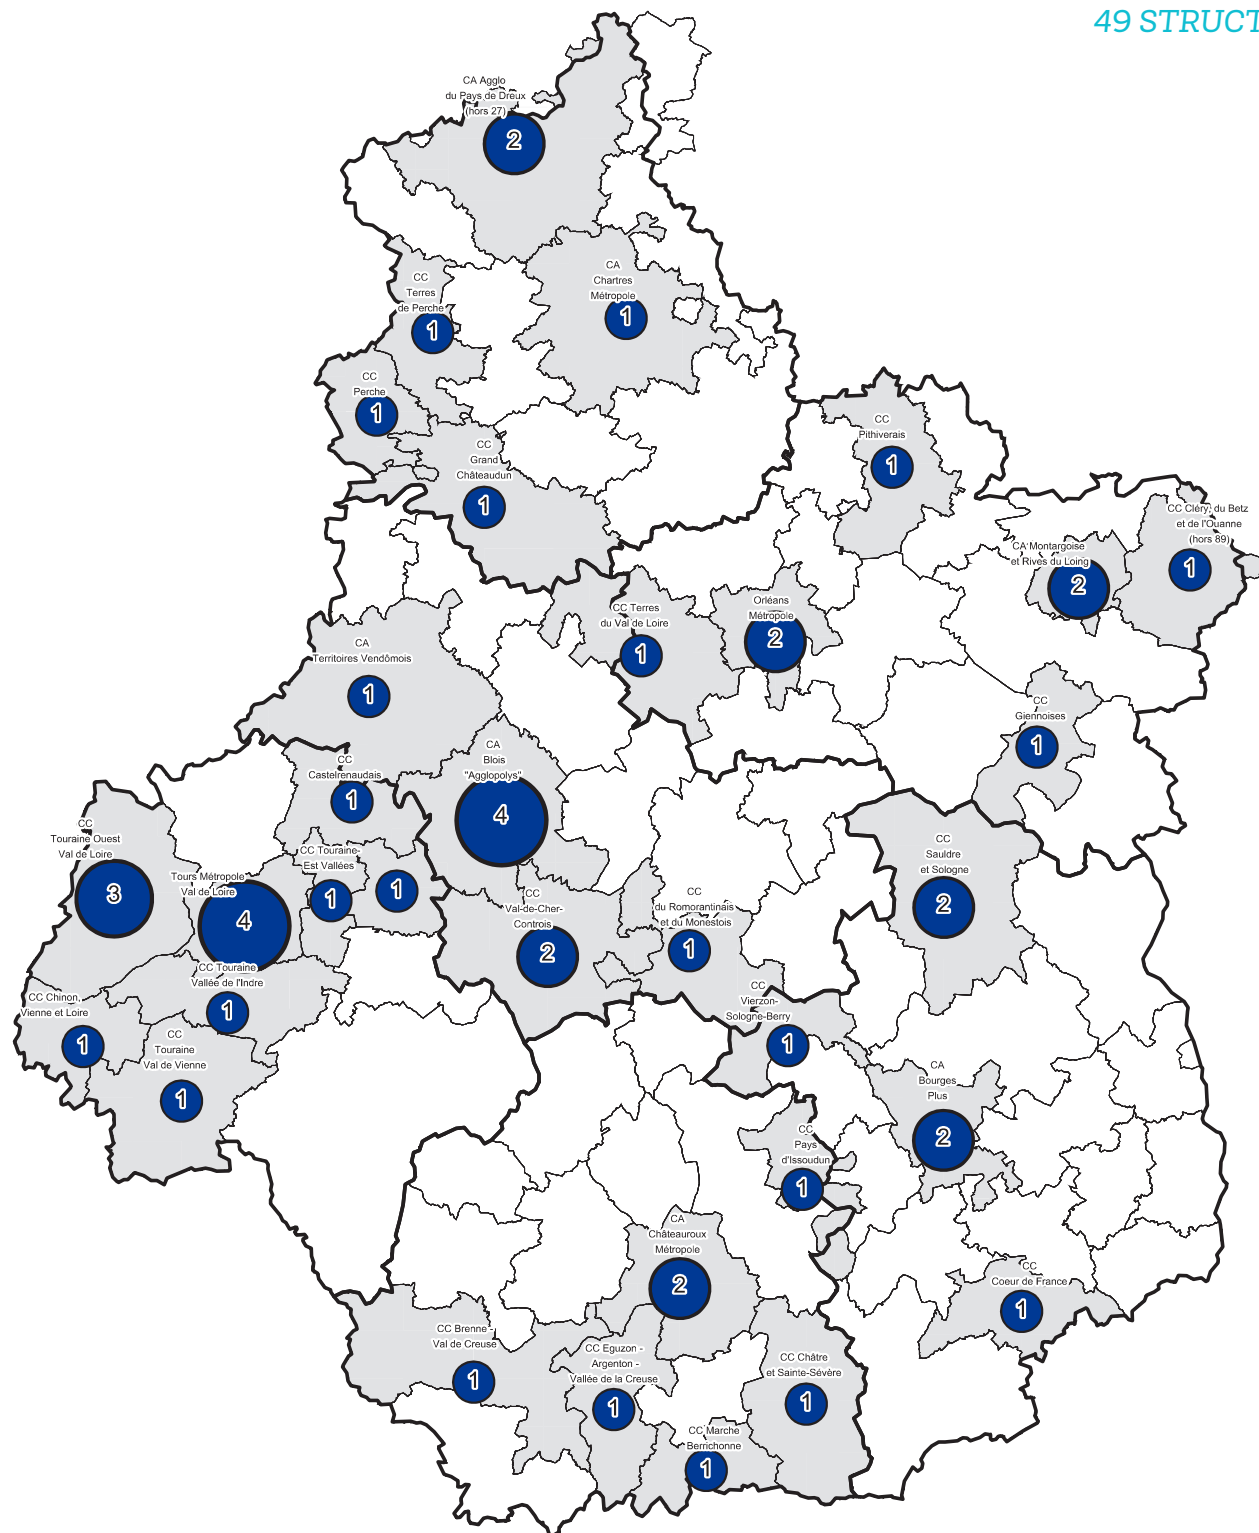 49 STRUCT
CA Agglo
du Pays de Dreux
(hors 27)
2
CA
Chartres
Métropole
1
CC
Terres
de Perche
1
CC
Perche
1
CC
Grand
Châteaudun
1
CC
Pithiverais
1
CC Cléry, du Betz
et de l'Ouanne
(hors 89)
1
CA Montargoise
et Rives du Loing
2
Orléans
Métropole
2
CC Terres
du Val de Loire
1
CA
Territoires Vendômois
1
CC
Giennoises
1
CA
Blois
"Agglopolys"
4
CC
Castelrenaudais
1
CC
Touraine Ouest
Val de Loire
3
Tours Métropole
Val de Loire
4
CC Touraine-
Est Vallées
1
1
CC
Sauldre
et Sologne
2
CC
Val-de-Cher-
Controis
2
CC
du Romorantinais
et du Monestois
1
CC Touraine
Vallée de l'Indre
1
CC Chinon,
Vienne et Loire
1
CC
Touraine
Val de Vienne
1
CC
Vierzon-
Sologne-Berry
1
CA
Bourges
Plus
2
CC
Pays
d'Issoudun
1
CA
Châteauroux
Métropole
2
CC
Coeur de France
1
CC Brenne -
Val de Creuse
1
CC Eguzon -
Argenton -
Vallée de la Creuse
1
CC Châtre
et Sainte-Sévère
1
CC Marche
Berrichonne
1